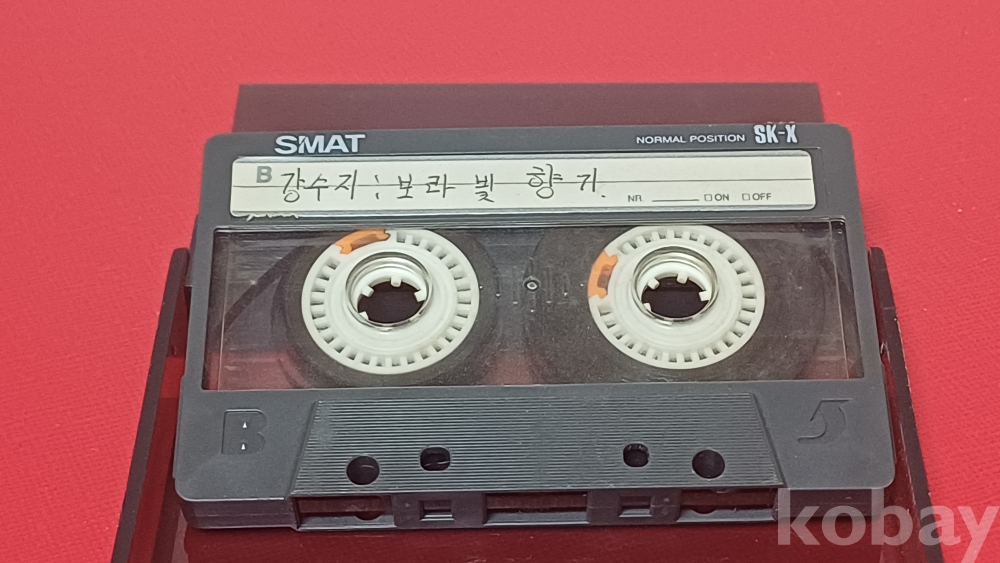 SMAT NORMAL POSITION SK-X
B 강수지 : 보라 빛 향기.
NR. ☐ON ☐OFF
B
kobay